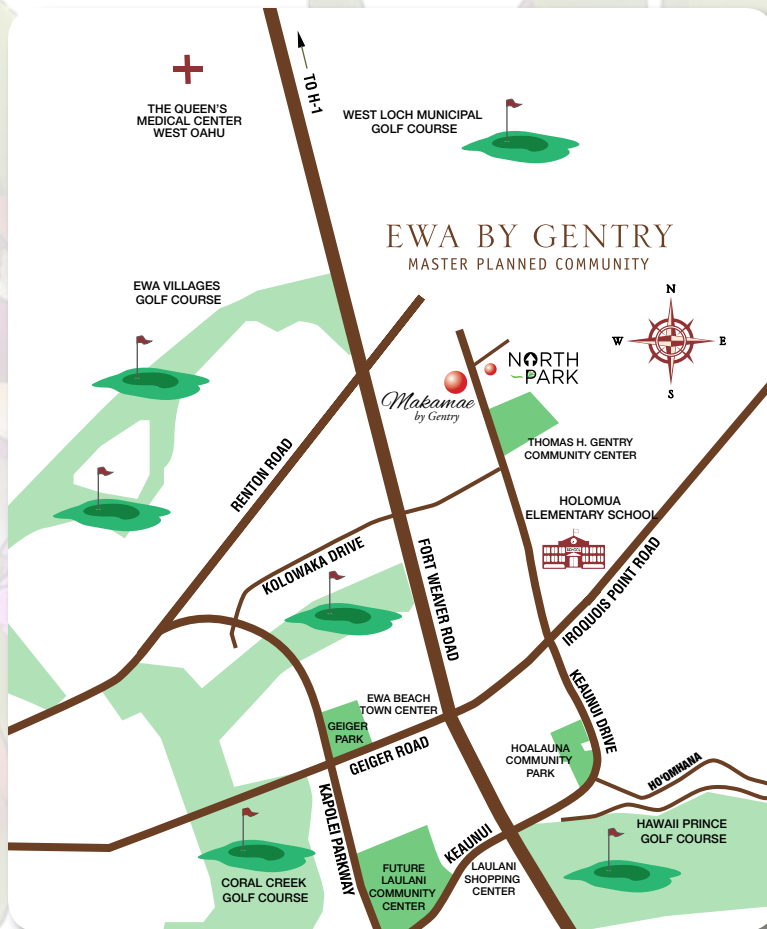 TO H-1
THE QUEEN'S
MEDICAL CENTER
WEST OAHU
WEST LOCH MUNICIPAL
GOLF COURSE
EWA BY GENTRY
MASTER PLANNED COMMUNITY
EWA VILLAGES
GOLF COURSE
N
W
E
S
NORTH
PARK
Makamae
by Gentry
THOMAS H. GENTRY
COMMUNITY CENTER
RENTON ROAD
HOLOMUA
ELEMENTARY SCHOOL
SCHOOL
KOLOWAKA DRIVE
FORT WEAVER ROAD
IROQUOIS POINT ROAD
EWA BEACH
TOWN CENTER
GEIGER
PARK
GEIGER ROAD
KEAUNUI DRIVE
HOALAUNA
COMMUNITY
PARK
HO'OMHANA
KAPOLEI PARKWAY
KEAUNUI
HAWAII PRINCE
GOLF COURSE
CORAL CREEK
GOLF COURSE
FUTURE
LAULANI
COMMUNITY
CENTER
LAULANI
SHOPPING
CENTER